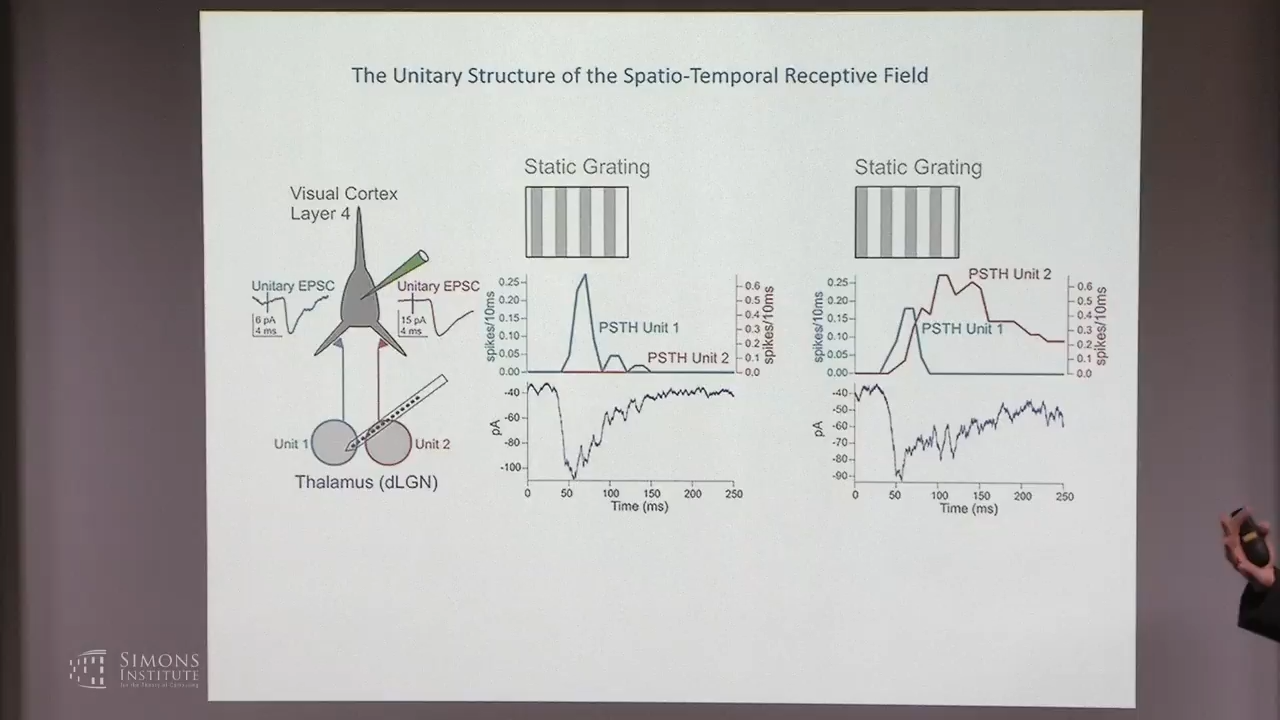 The Unitary Structure of the Spatio-Temporal Receptive Field
Visual Cortex
Layer 4
Unitary EPSC
6 pA
4 ms
Unitary EPSC
15 pA
4 ms
Unit 1
Unit 2
Thalamus (dLGN)
Static Grating
spikes/10ms
0.25
0.20
0.15
0.10
0.05
0.00
PSTH Unit 1
PSTH Unit 2
0.6
0.5
0.4
0.3
0.2
0.1
0.0
spikes/10ms
pA
-40
-60
-80
-100
0 50 100 150 200 250
Time (ms)
Static Grating
spikes/10ms
0.25
0.20
0.15
0.10
0.05
0.00
PSTH Unit 2
PSTH Unit 1
0.6
0.5
0.4
0.3
0.2
0.1
0.0
spikes/10ms
pA
-40
-50
-60
-70
-80
-90
0 50 100 150 200 250
Time (ms)
SIMONS
INSTITUTE
for the Theory of Computing